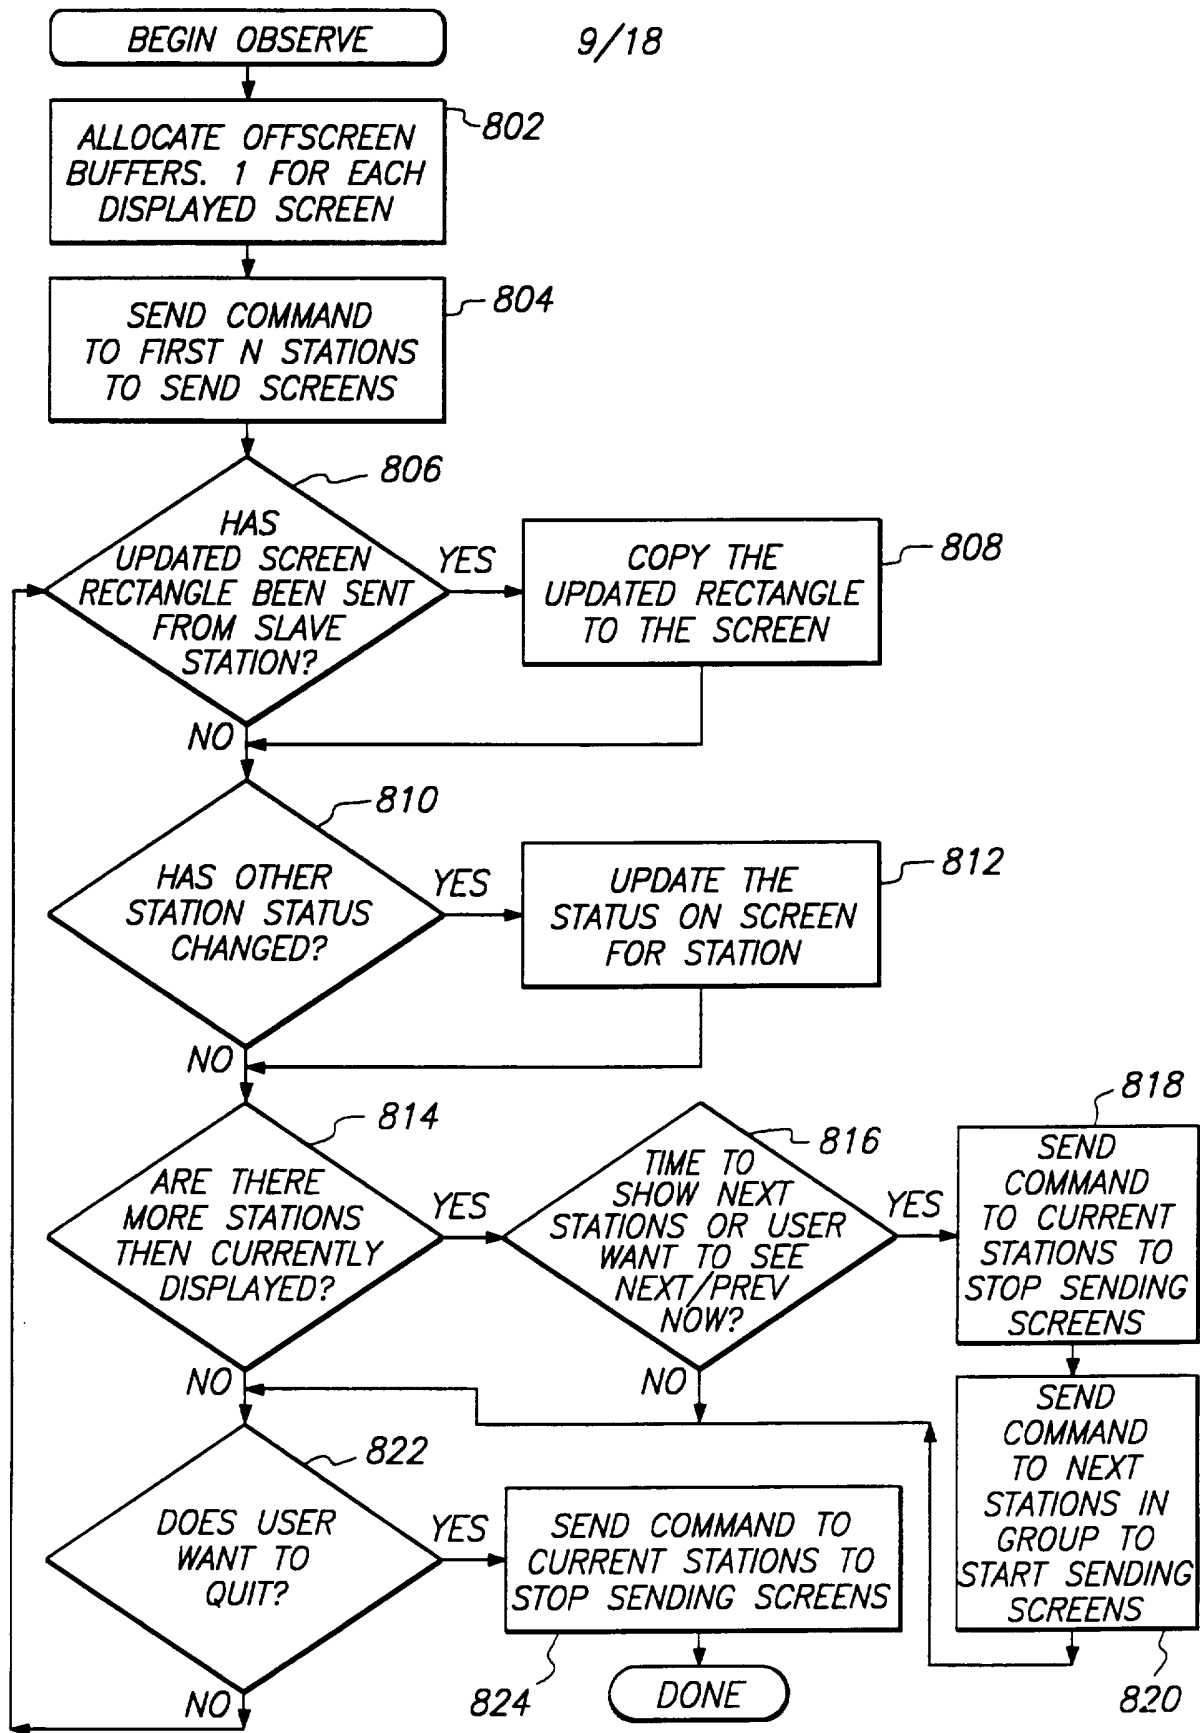 BEGIN OBSERVE
9/18
802
ALLOCATE OFFSCREEN
BUFFERS. 1 FOR EACH
DISPLAYED SCREEN
804
SEND COMMAND
TO FIRST N STATIONS
TO SEND SCREENS
806
HAS
UPDATED SCREEN
RECTANGLE BEEN SENT
FROM SLAVE
STATION?
YES
808
COPY THE
UPDATED RECTANGLE
TO THE SCREEN
NO
810
HAS OTHER
STATION STATUS
CHANGED?
YES
812
UPDATE THE
STATUS ON SCREEN
FOR STATION
NO
814
ARE THERE
MORE STATIONS
THEN CURRENTLY
DISPLAYED?
YES
816
TIME TO
SHOW NEXT
STATIONS OR USER
WANT TO SEE
NEXT/PREV
NOW?
YES
818
SEND
COMMAND
TO CURRENT
STATIONS TO
STOP SENDING
SCREENS
NO
NO
SEND
COMMAND
TO NEXT
STATIONS IN
GROUP TO
START SENDING
SCREENS
820
822
DOES USER
WANT TO
QUIT?
YES
SEND COMMAND TO
CURRENT STATIONS TO
STOP SENDING SCREENS
824
NO
DONE